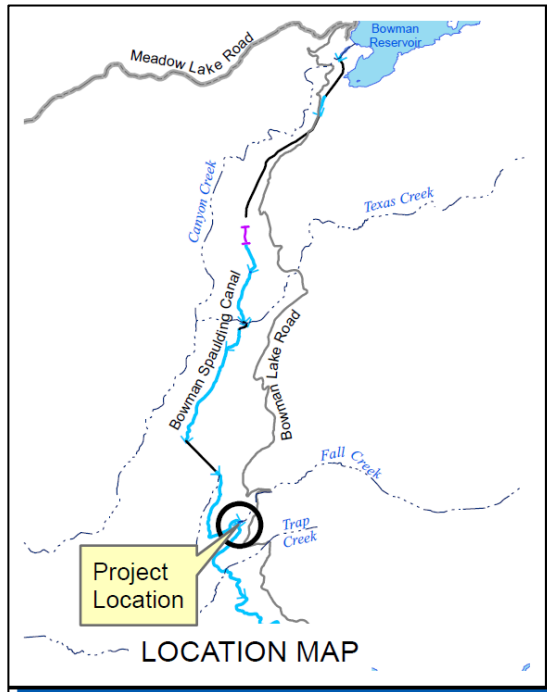 Bowman
Reservoir
Meadow Lake Road
Canyon Creek
Texas Creek
Bowman Spaulding Canal
Bowman Lake Road
Fall Creek
Trap
Creek
Project
Location
LOCATION MAP